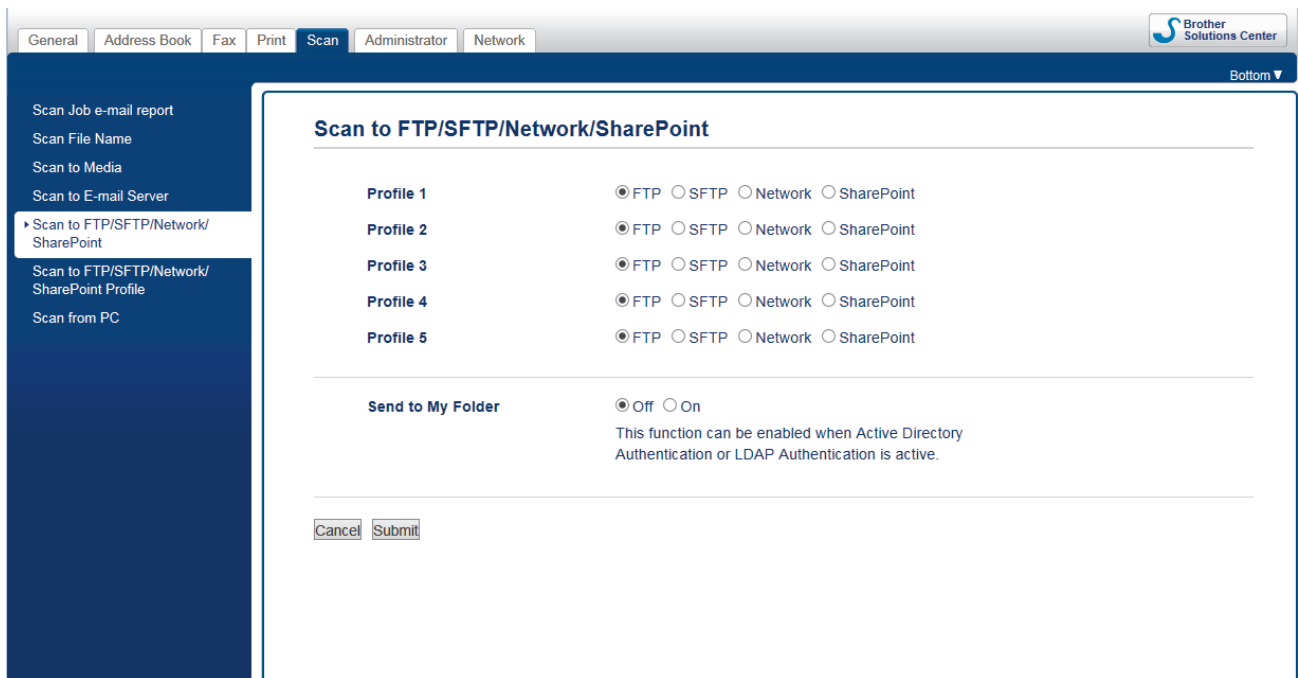 General Address Book Fax Print Scan Administrator Network
Brother
Solutions Center
Bottom ▼
Scan Job e-mail report
Scan File Name
Scan to Media
Scan to E-mail Server
Scan to FTP/SFTP/Network/
SharePoint
Scan to FTP/SFTP/Network/
SharePoint Profile
Scan from PC
Scan to FTP/SFTP/Network/SharePoint
Profile 1 FTP SFTP Network SharePoint
Profile 2 FTP SFTP Network SharePoint
Profile 3 FTP SFTP Network SharePoint
Profile 4 FTP SFTP Network SharePoint
Profile 5 FTP SFTP Network SharePoint
Send to My Folder Off On
This function can be enabled when Active Directory
Authentication or LDAP Authentication is active.
Cancel Submit